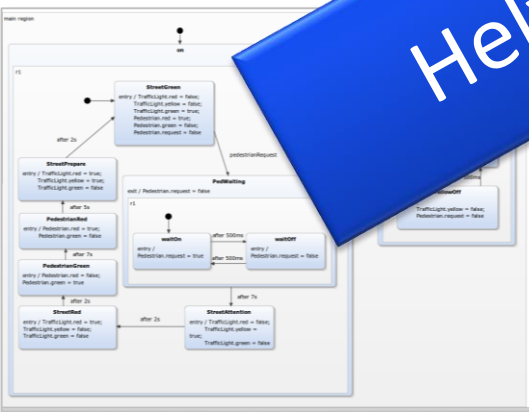 main region
on
r1
StreetGreen
entry / TrafficLight.red = false;
TrafficLight.yellow = false;
TrafficLight.green = true;
Pedestrian.red = true;
Pedestrian.green = false;
Pedestrian.request = false
after 2s
pedestrianRequest
StreetPrepare
entry / TrafficLight.red = true;
TrafficLight.yellow = true;
TrafficLight.green = false
after 5s
PedestrianRed
entry / Pedestrian.red = true;
Pedestrian.green = false
after 7s
PedestrianGreen
entry / Pedestrian.red = false;
Pedestrian.green = true
after 2s
StreetRed
entry / TrafficLight.red = true;
TrafficLight.yellow = false;
TrafficLight.green = false
PedWaiting
exit / Pedestrian.request = false
r1
waitOn
entry /
Pedestrian.request = true
after 500ms
after 500ms
waitOff
entry /
Pedestrian.request = false
after 7s
after 2s
StreetAttention
entry / TrafficLight.red = false;
TrafficLight.yellow =
true;
TrafficLight.green = false
TrafficLight.yellow = false;
Pedestrian.red = false
Hel